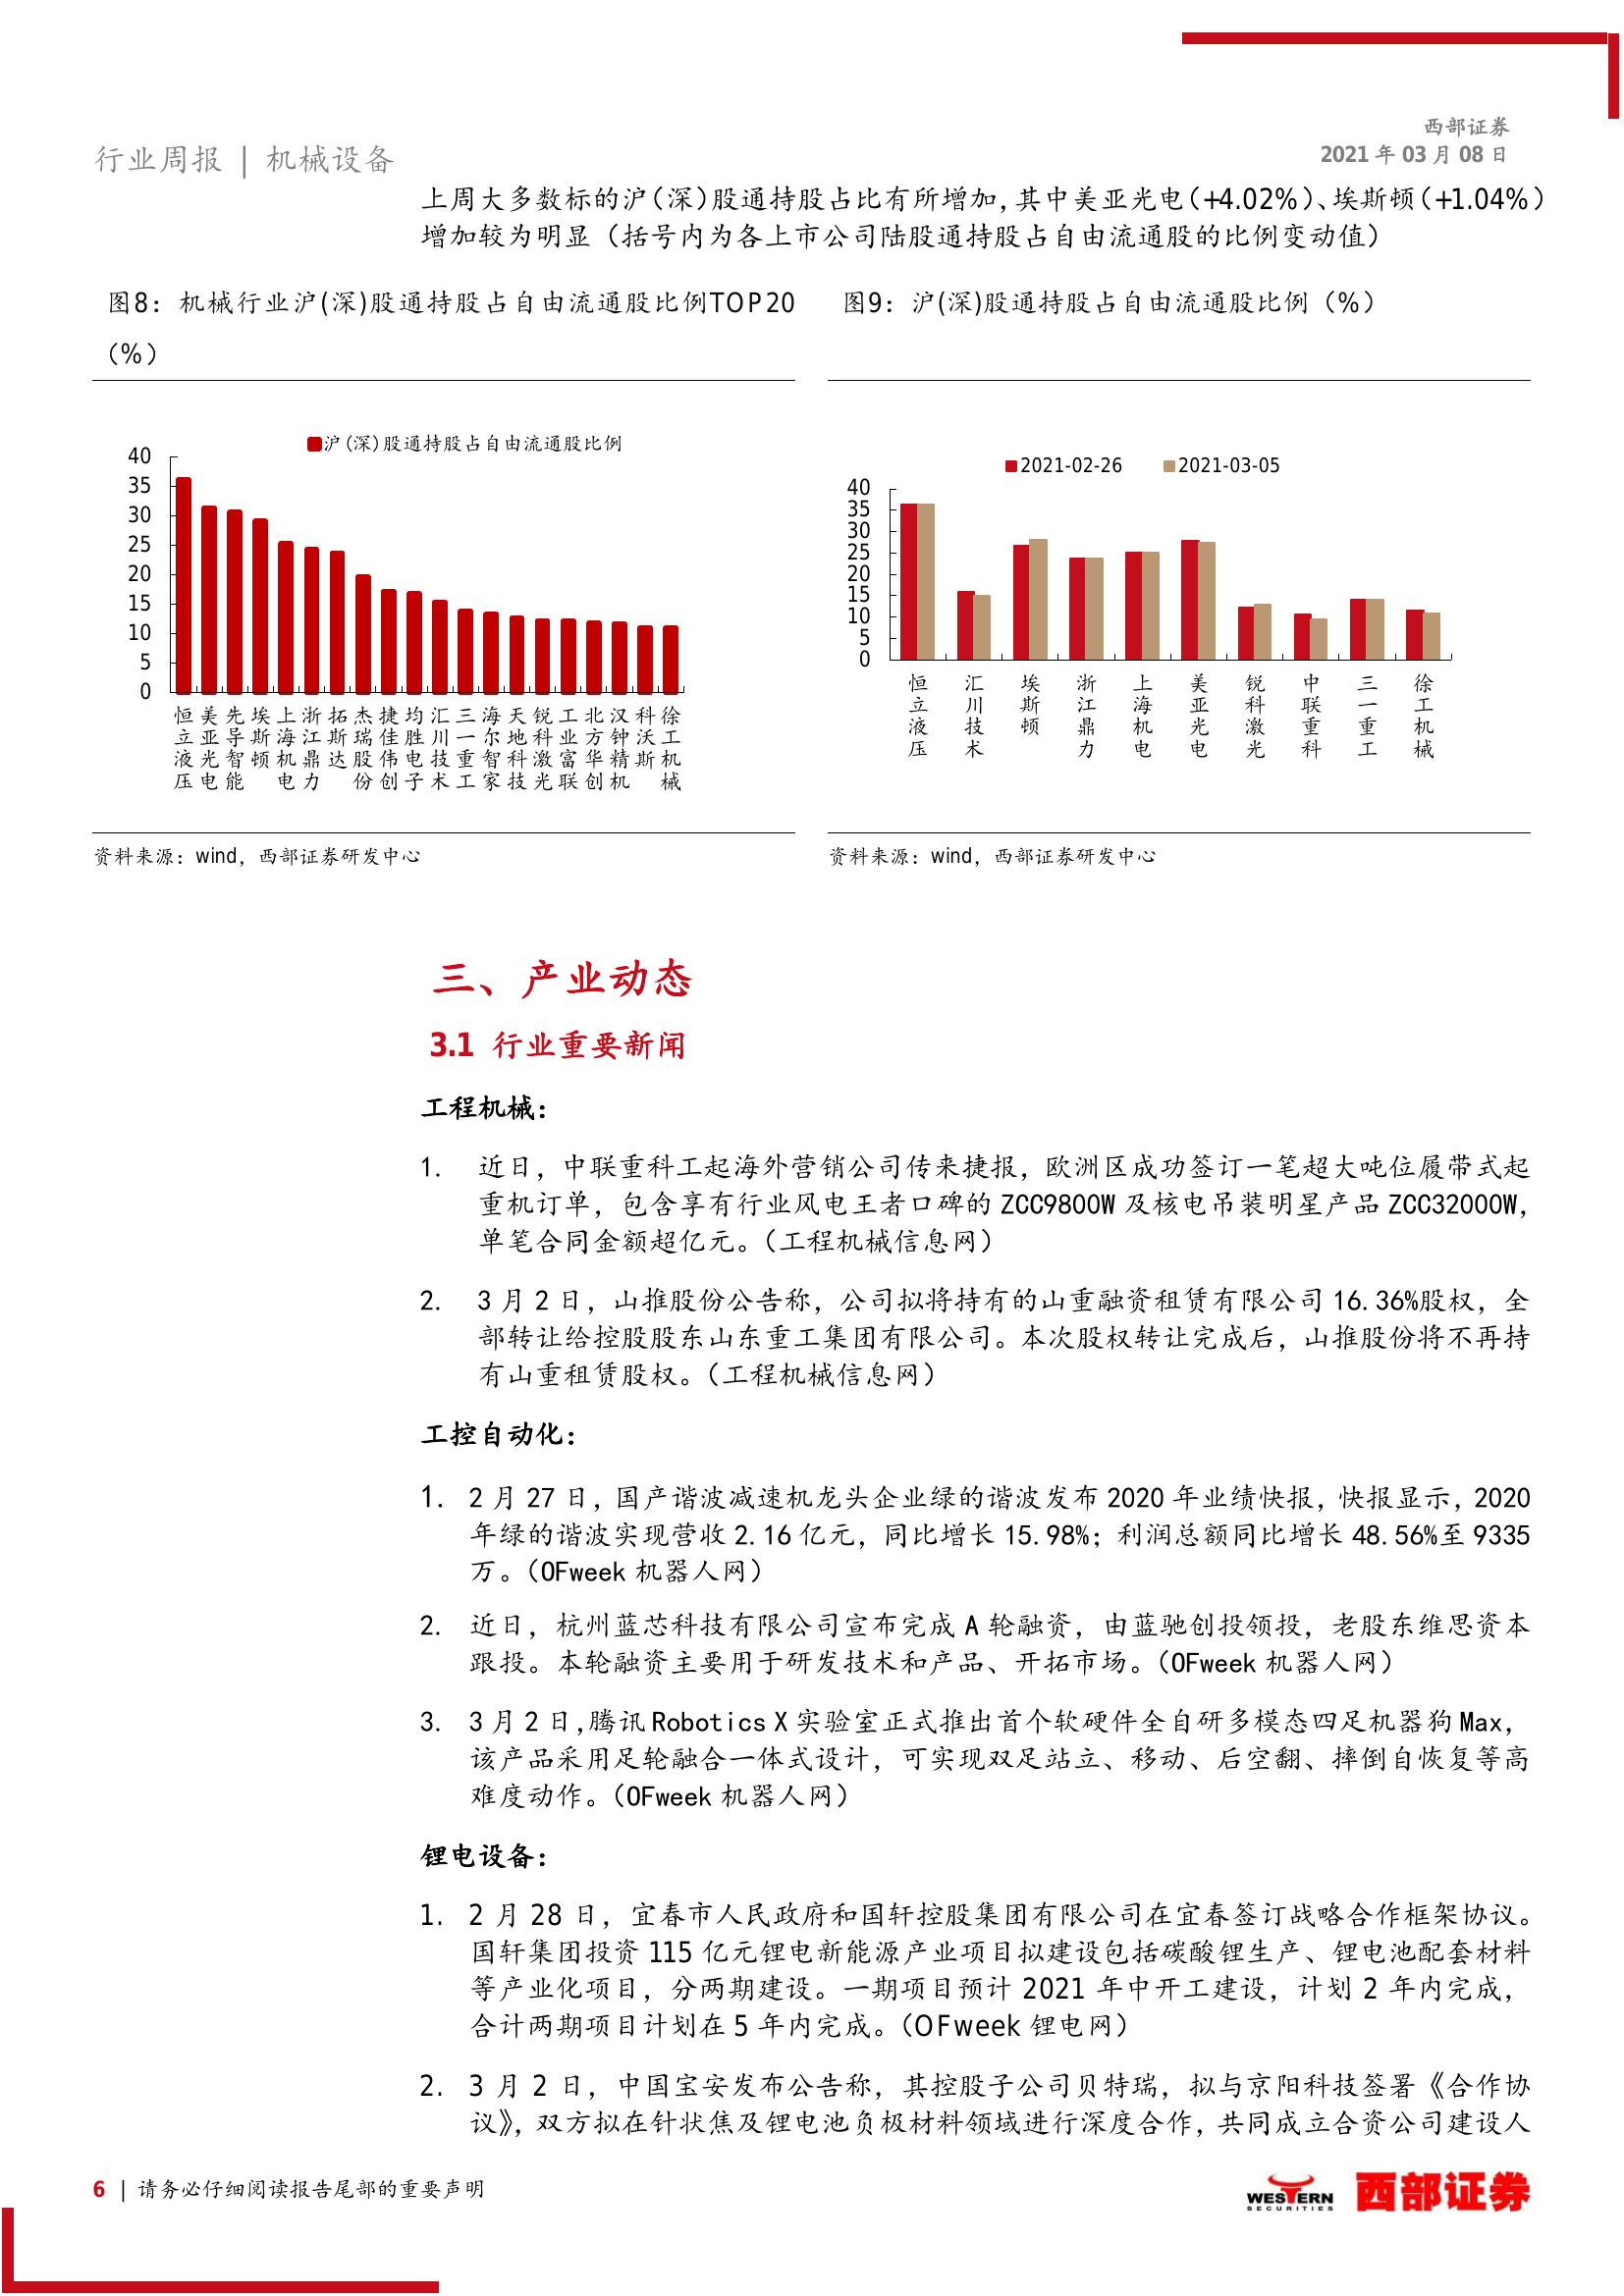 西部证券
2021 年 03 月 08 日
行业周报 | 机械设备
上周大多数标的沪（深）股通持股占比有所增加，其中美亚光电（+4.02%）、埃斯顿（+1.04%）
增加较为明显（括号内为各上市公司陆股通持股占自由流通股的比例变动值）
图8：机械行业沪(深)股通持股占自由流通股比例TOP20
（%）
沪(深)股通持股占自由流通股比例
40
35
30
25
20
15
10
5
0
恒立液压 美亚光电 先导智能 埃斯顿 上海机电 浙江鼎力 拓斯达 杰瑞股份 捷佳伟创 均胜电子 汇川技术 三一重工 海尔智家 天地科技 锐科激光 工业富联 北方华创 汉钟精机 科沃斯 徐工机械
资料来源：wind，西部证券研发中心
图9：沪(深)股通持股占自由流通股比例（%）
2021-02-26 2021-03-05
40
35
30
25
20
15
10
5
0
恒立液压 汇川技术 埃斯顿 浙江鼎力 上海机电 美亚光电 锐科激光 中联重科 三一重工 徐工机械
资料来源：wind，西部证券研发中心
三、产业动态
3.1 行业重要新闻
工程机械：
1. 近日，中联重科工起海外营销公司传来捷报，欧洲区成功签订一笔超大吨位履带式起
重机订单，包含享有行业风电王者口碑的 ZCC9800W 及核电吊装明星产品 ZCC32000W，
单笔合同金额超亿元。（工程机械信息网）
2. 3 月 2 日，山推股份公告称，公司拟将持有的山重融资租赁有限公司 16.36%股权，全
部转让给控股股东山东重工集团有限公司。本次股权转让完成后，山推股份将不再持
有山重租赁股权。（工程机械信息网）
工控自动化：
1. 2 月 27 日，国产谐波减速机龙头企业绿的谐波发布 2020 年业绩快报，快报显示，2020
年绿的谐波实现营收 2.16 亿元，同比增长 15.98%；利润总额同比增长 48.56%至 9335
万。（OFweek 机器人网）
2. 近日，杭州蓝芯科技有限公司宣布完成 A 轮融资，由蓝驰创投领投，老股东维思资本
跟投。本轮融资主要用于研发技术和产品、开拓市场。（OFweek 机器人网）
3. 3 月 2 日，腾讯 Robotics X 实验室正式推出首个软硬件全自研多模态四足机器狗 Max，
该产品采用足轮融合一体式设计，可实现双足站立、移动、后空翻、摔倒自恢复等高
难度动作。（OFweek 机器人网）
锂电设备：
1. 2 月 28 日，宜春市人民政府和国轩控股集团有限公司在宜春签订战略合作框架协议。
国轩集团投资 115 亿元锂电新能源产业项目拟建设包括碳酸锂生产、锂电池配套材料
等产业化项目，分两期建设。一期项目预计 2021 年中开工建设，计划 2 年内完成，
合计两期项目计划在 5 年内完成。（OFweek 锂电网）
2. 3 月 2 日，中国宝安发布公告称，其控股子公司贝特瑞，拟与京阳科技签署《合作协
议》，双方拟在针状焦及锂电池负极材料领域进行深度合作，共同成立合资公司建设人
6 | 请务必仔细阅读报告尾部的重要声明
WESTERN
SECURITIES
西部证券